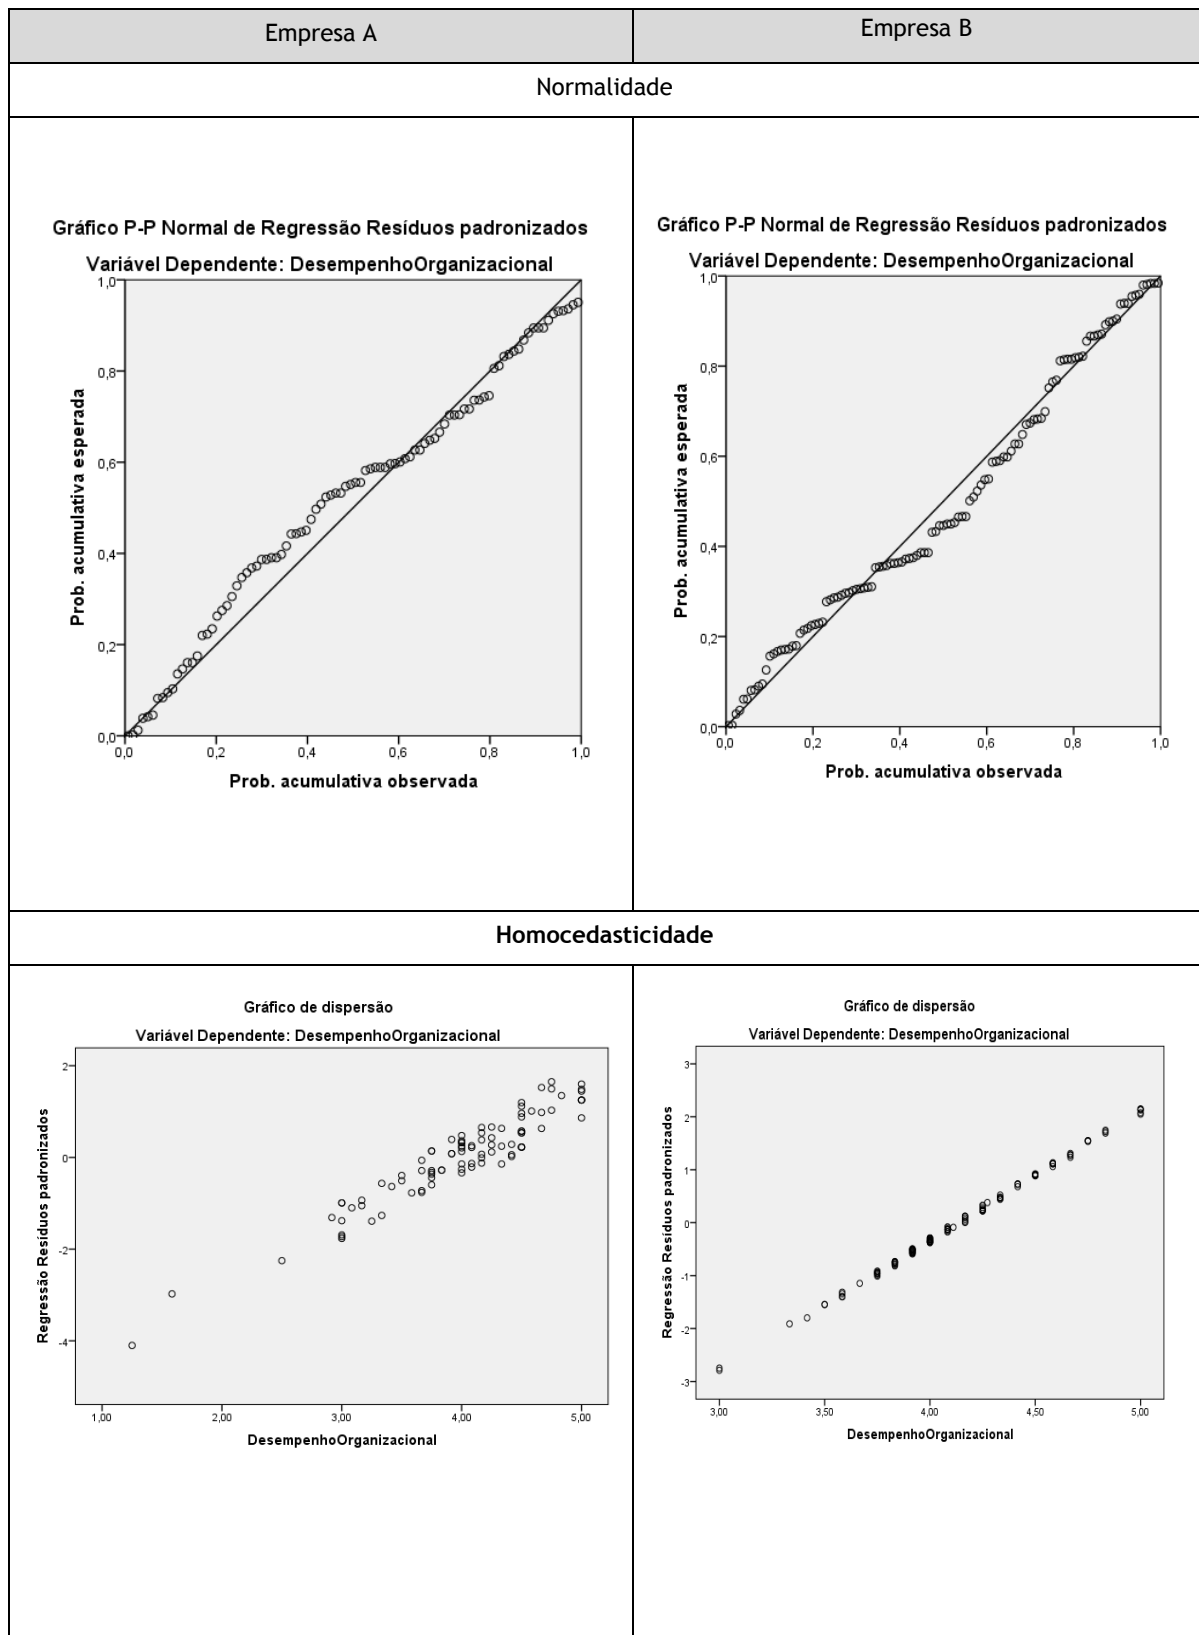 Empresa A
Empresa B
Normalidade
Gráfico P-P Normal de Regressão Resíduos padronizados
Variável Dependente: DesempenhoOrganizacional
Prob. acumulativa esperada
1,0
0,8
0,6
0,4
0,2
0,0
0,0 0,2 0,4 0,6 0,8 1,0
Prob. acumulativa observada
Gráfico P-P Normal de Regressão Resíduos padronizados
Variável Dependente: DesempenhoOrganizacional
Prob. acumulativa esperada
1,0
0,8
0,6
0,4
0,2
0,0
0,0 0,2 0,4 0,6 0,8 1,0
Prob. acumulativa observada
Homocedasticidade
Gráfico de dispersão
Variável Dependente: DesempenhoOrganizacional
Regressão Resíduos padronizados
2
0
-2
-4
1,00 2,00 3,00 4,00 5,00
DesempenhoOrganizacional
Gráfico de dispersão
Variável Dependente: DesempenhoOrganizacional
Regressão Resíduos padronizados
3
2
1
0
-1
-2
-3
3,00 3,50 4,00 4,50 5,00
DesempenhoOrganizacional